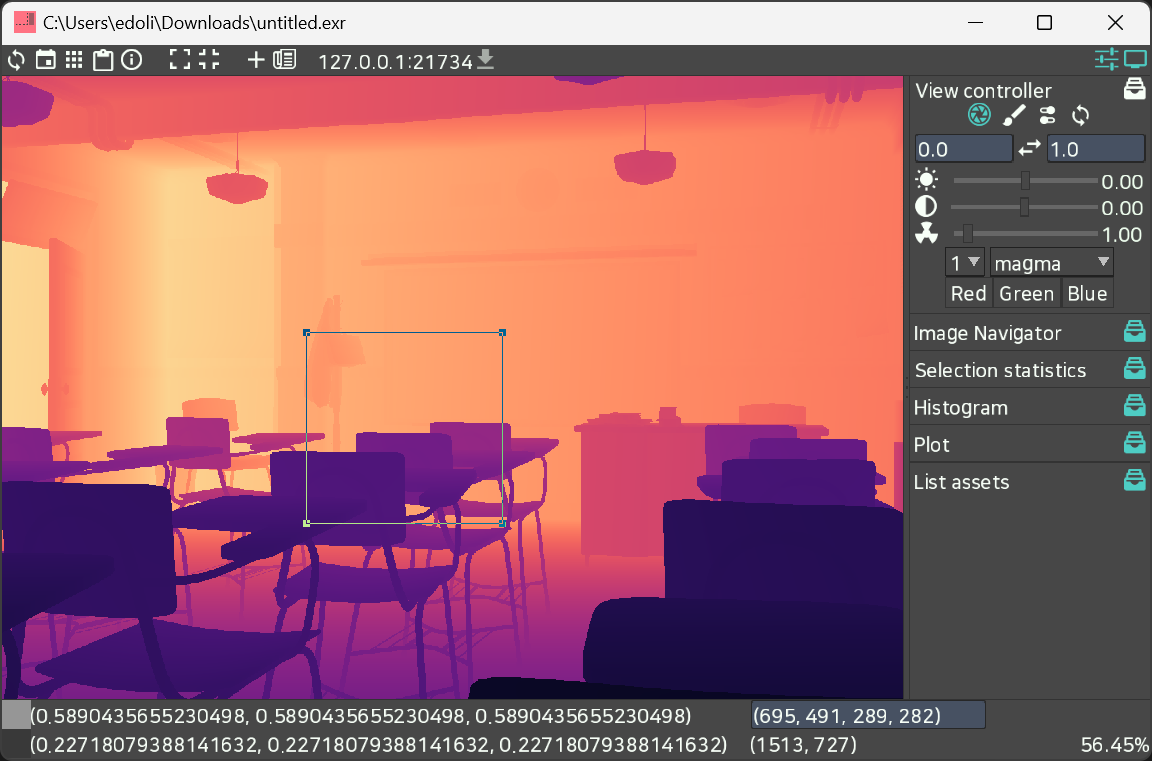 C:\Users\edoli\Downloads\untitled.exr
127.0.0.1:21734
View controller
0.0 1.0
0.00
0.00
1.00
1 magma
Red Green Blue
Image Navigator
Selection statistics
Histogram
Plot
List assets
(0.5890435655230498, 0.5890435655230498, 0.5890435655230498) (695, 491, 289, 282)
(0.22718079388141632, 0.22718079388141632, 0.22718079388141632) (1513, 727) 56.45%